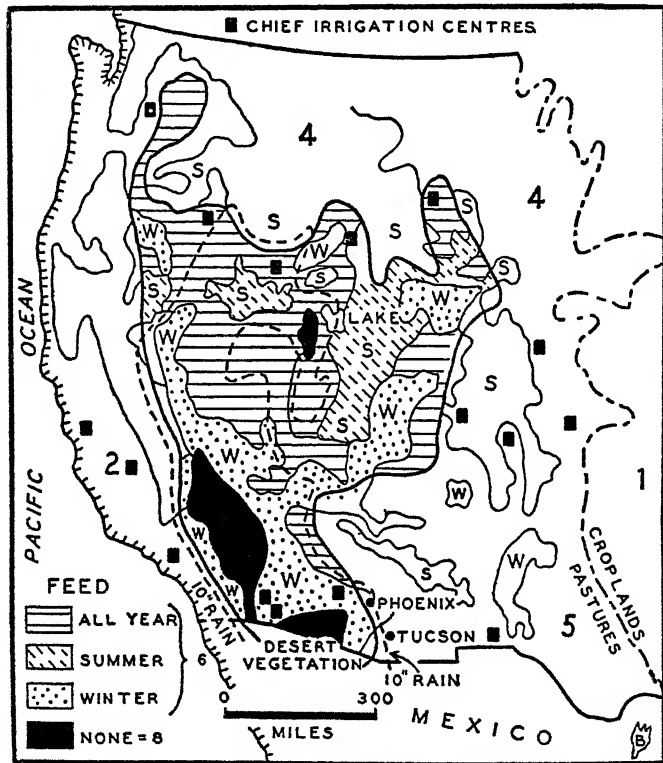 ■ CHIEF IRRIGATION CENTRES
4
S
S
4
W
W
S
S
S
S
W
LAKE
W
S
OCEAN
S
W
S
W
2
W
W
1
PACIFIC
W
W
W
S
W
CROPLANDS
PASTURES
5
FEED
10" RAIN
ALL YEAR
SUMMER
WINTER
6
NONE=8
PHOENIX
TUCSON
DESERT
VEGETATION
10" RAIN
0 300
MILES
MEXICO
B